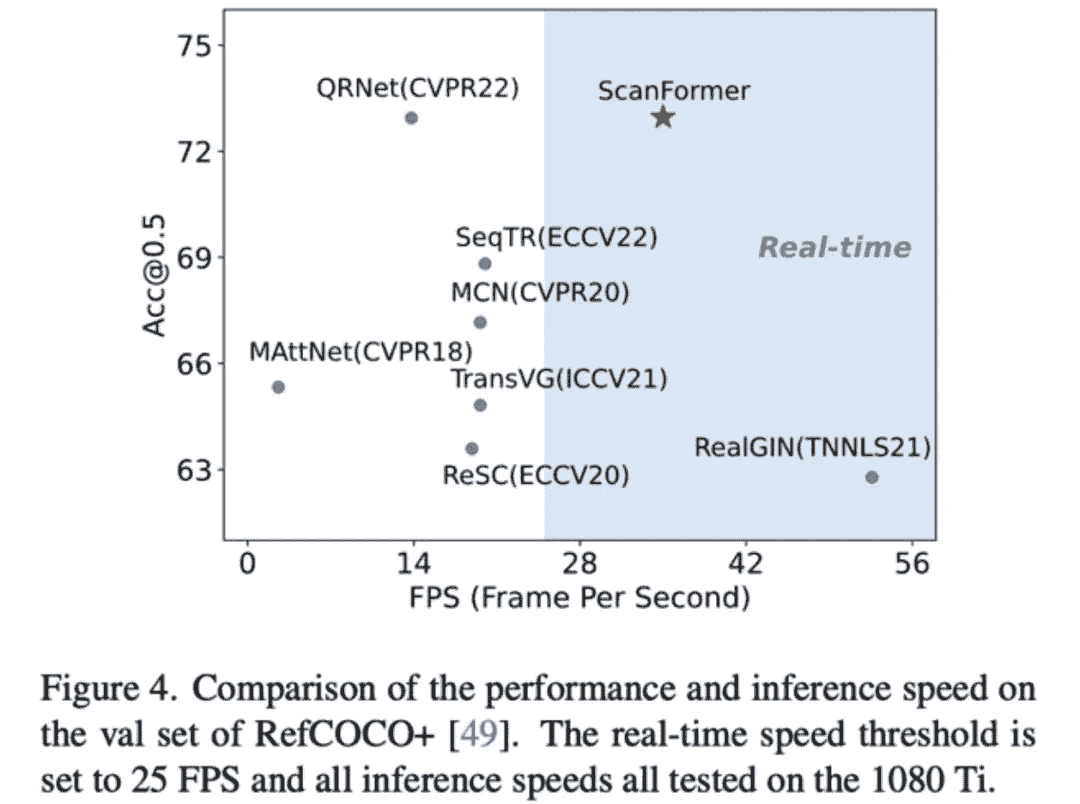 75
QRNet(CVPR22)
ScanFormer
72
SeqTR(ECCV22)
Real-time
69
MCN(CVPR20)
Acc@0.5
MAttNet(CVPR18)
66
TransVG(ICCV21)
RealGIN(TNNLS21)
63
ReSC(ECCV20)
0 14 28 42 56
FPS (Frame Per Second)
Figure 4. Comparison of the performance and inference speed on
the val set of RefCOCO+ [49]. The real-time speed threshold is
set to 25 FPS and all inference speeds all tested on the 1080 Ti.